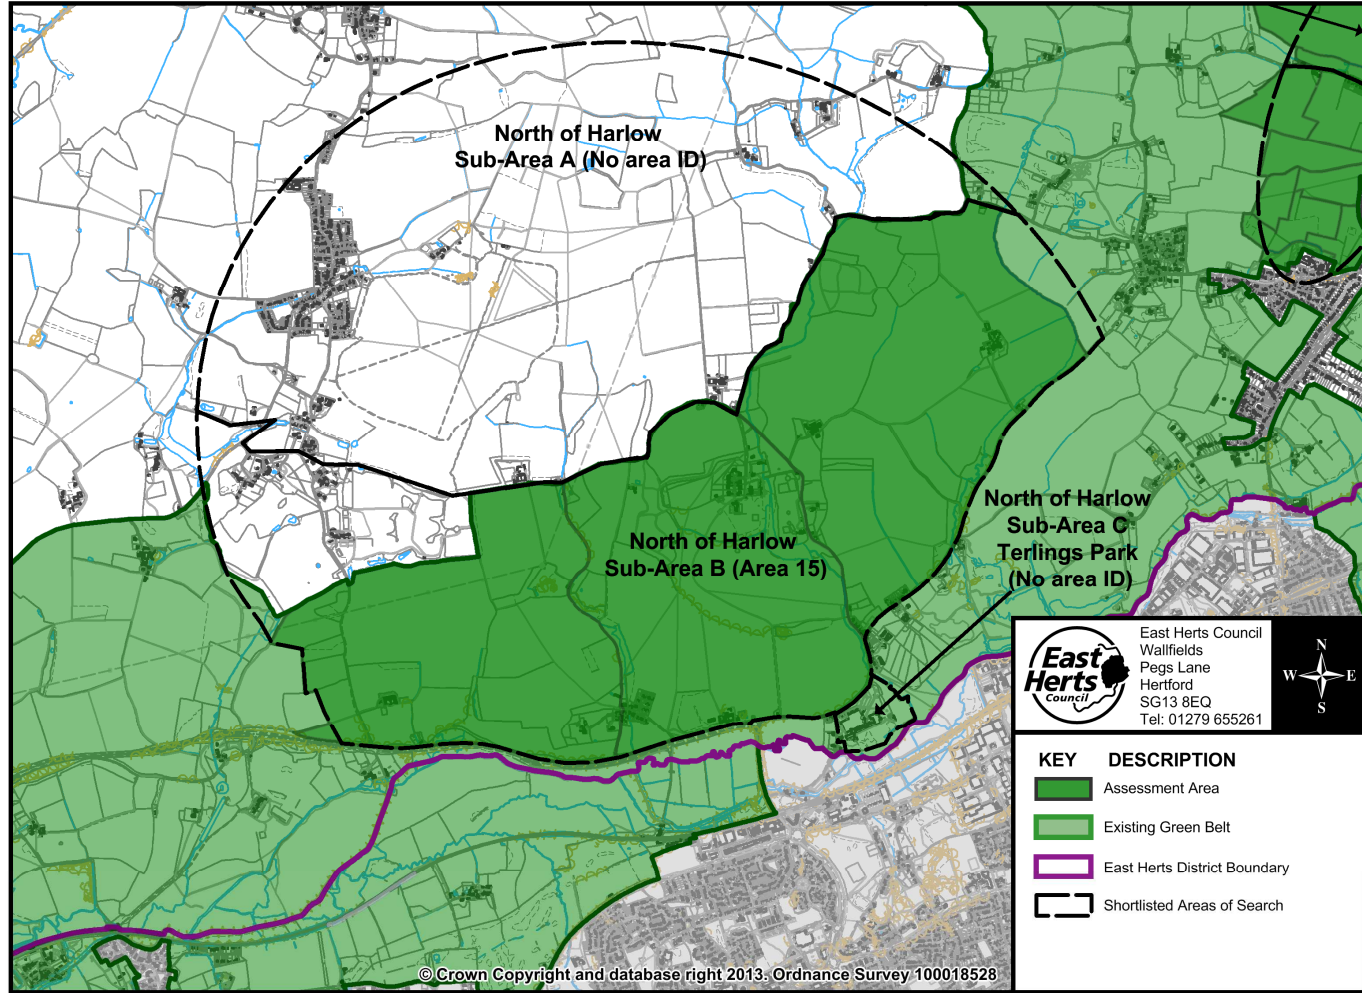 North of Harlow
Sub-Area A (No area ID)
North of Harlow
Sub-Area B (Area 15)
North of Harlow
Sub-Area C
Terlings Park
(No area ID)
East
Herts
Council
East Herts Council
Wallfields
Pegs Lane
Hertford
SG13 8EQ
Tel: 01279 655261
N
W E
S
KEY DESCRIPTION
Assessment Area
Existing Green Belt
East Herts District Boundary
Shortlisted Areas of Search
© Crown Copyright and database right 2013. Ordnance Survey 100018528